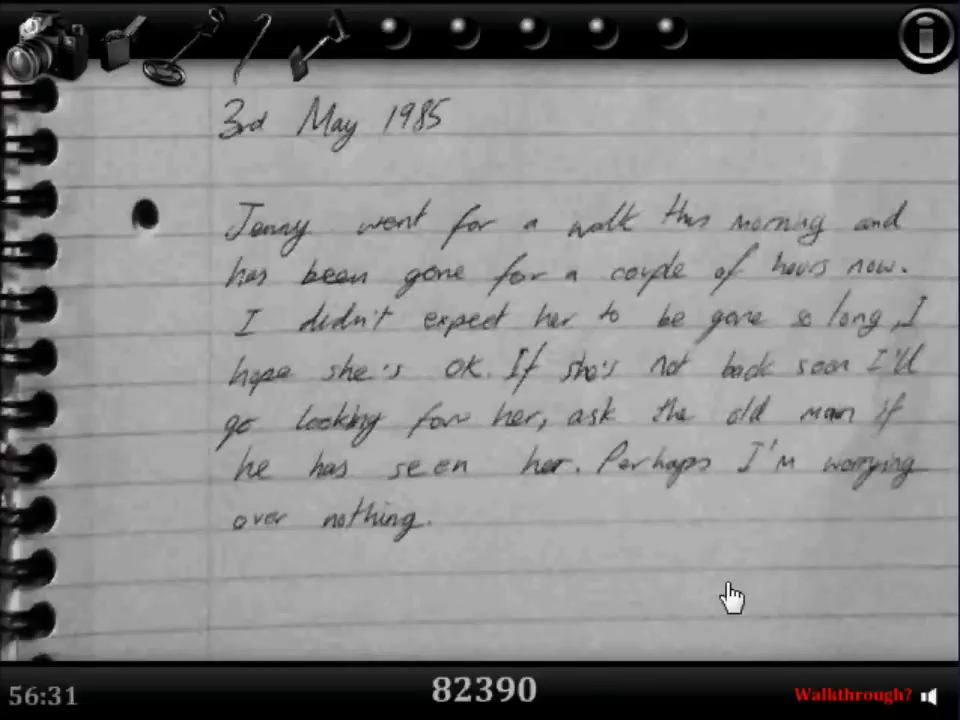 3rd May 1985
Jenny went for a walk this morning and
has been gone for a couple of hours now.
I didn't expect her to be gone so long, I
hope she's OK. If she's not back soon I'll
go looking for her, ask the old man if
he has seen her. Perhaps I'm worrying
over nothing.
56:31
82390
Walkthrough?